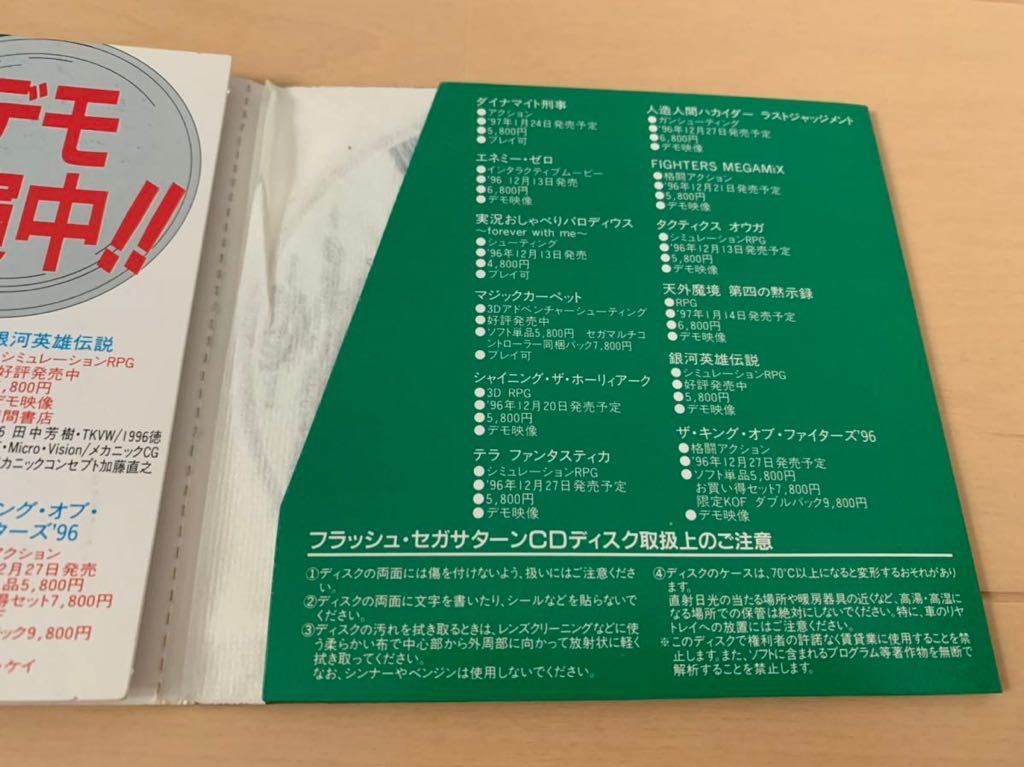 デモ
中!!
銀河英雄伝説
シミュレーションRPG
好評発売中
5,800円
デモ映像
間書店
田中芳樹・TKVW/1996徳
・Micro・Vision/メカニックCG
カニックコンセプト加藤直之
ング・オブ・
ターズ'96
アクション
2月27日発売
品5,800円
得セット7,800円
パック9,800円
・ケイ
ダイナマイト刑事
●アクション
●'97年1月24日発売予定
●5,800円
●プレイ可
エネミー・ゼロ
●インタラクティブムービー
●'96 12月13日発売
●6,800円
●デモ映像
実況おしゃべりパロディウス
〜forever with me〜
●シューティング
●'96年12月13日発売
●4,800円
●プレイ可
マジックカーペット
●3Dアドベンチャーシューティング
●好評発売中
●ソフト単品5,800円 セガマルチコ
ントローラー同梱パック7,800円
●プレイ可
シャイニング・ザ・ホーリィアーク
●3D RPG
●'96年12月20日発売予定
●5,800円
●デモ映像
テラ ファンタスティカ
●シミュレーションRPG
●'96年12月27日発売予定
●5,800円
●デモ映像
人造人間ハカイダー ラストジャッジメント
●ガンシューティング
●'96年12月27日発売予定
●6,800円
●デモ映像
FIGHTERS MEGAMiX
●格闘アクション
●'96年12月21日発売予定
●5,800円
●デモ映像
タクティクス オウガ
●シミュレーションRPG
●'96年12月13日発売予定
●5,800円
●デモ映像
天外魔境 第四の黙示録
●RPG
●'97年1月14日発売予定
●6,800円
●デモ映像
銀河英雄伝説
●シミュレーションRPG
●好評発売中
●5,800円
●デモ映像
ザ・キング・オブ・ファイターズ'96
●格闘アクション
●'96年12月27日発売予定
●ソフト単品5,800円
お買い得セット7,800円
限定KOF ダブルパック9,800円
●デモ映像
フラッシュ・セガサターンCDディスク取扱上のご注意
①ディスクの両面には傷を付けないよう、扱いにはご注意くださ
い。
②ディスクの両面に文字を書いたり、シールなどを貼らないで
ください。
③ディスクの汚れを拭き取るときは、レンズクリーニングなどに使
う柔らかい布で中心部から外周部に向かって放射状に軽く
拭き取ってください。
なお、シンナーやベンジンは使用しないでください。
④ディスクのケースは、70℃以上になると変形するおそれがあり
ます。
直射日光の当たる場所や暖房器具の近くなど、高湯・高温に
なる場所での保管は絶対にしないでください。特に、車のリヤ
トレイへの放置にはご注意ください。
※このディスクで権利者の許諾なく賃貸業に使用することを禁
止します。また、ソフトに含まれるプログラム等著作物を無断で
解析することを禁止します。